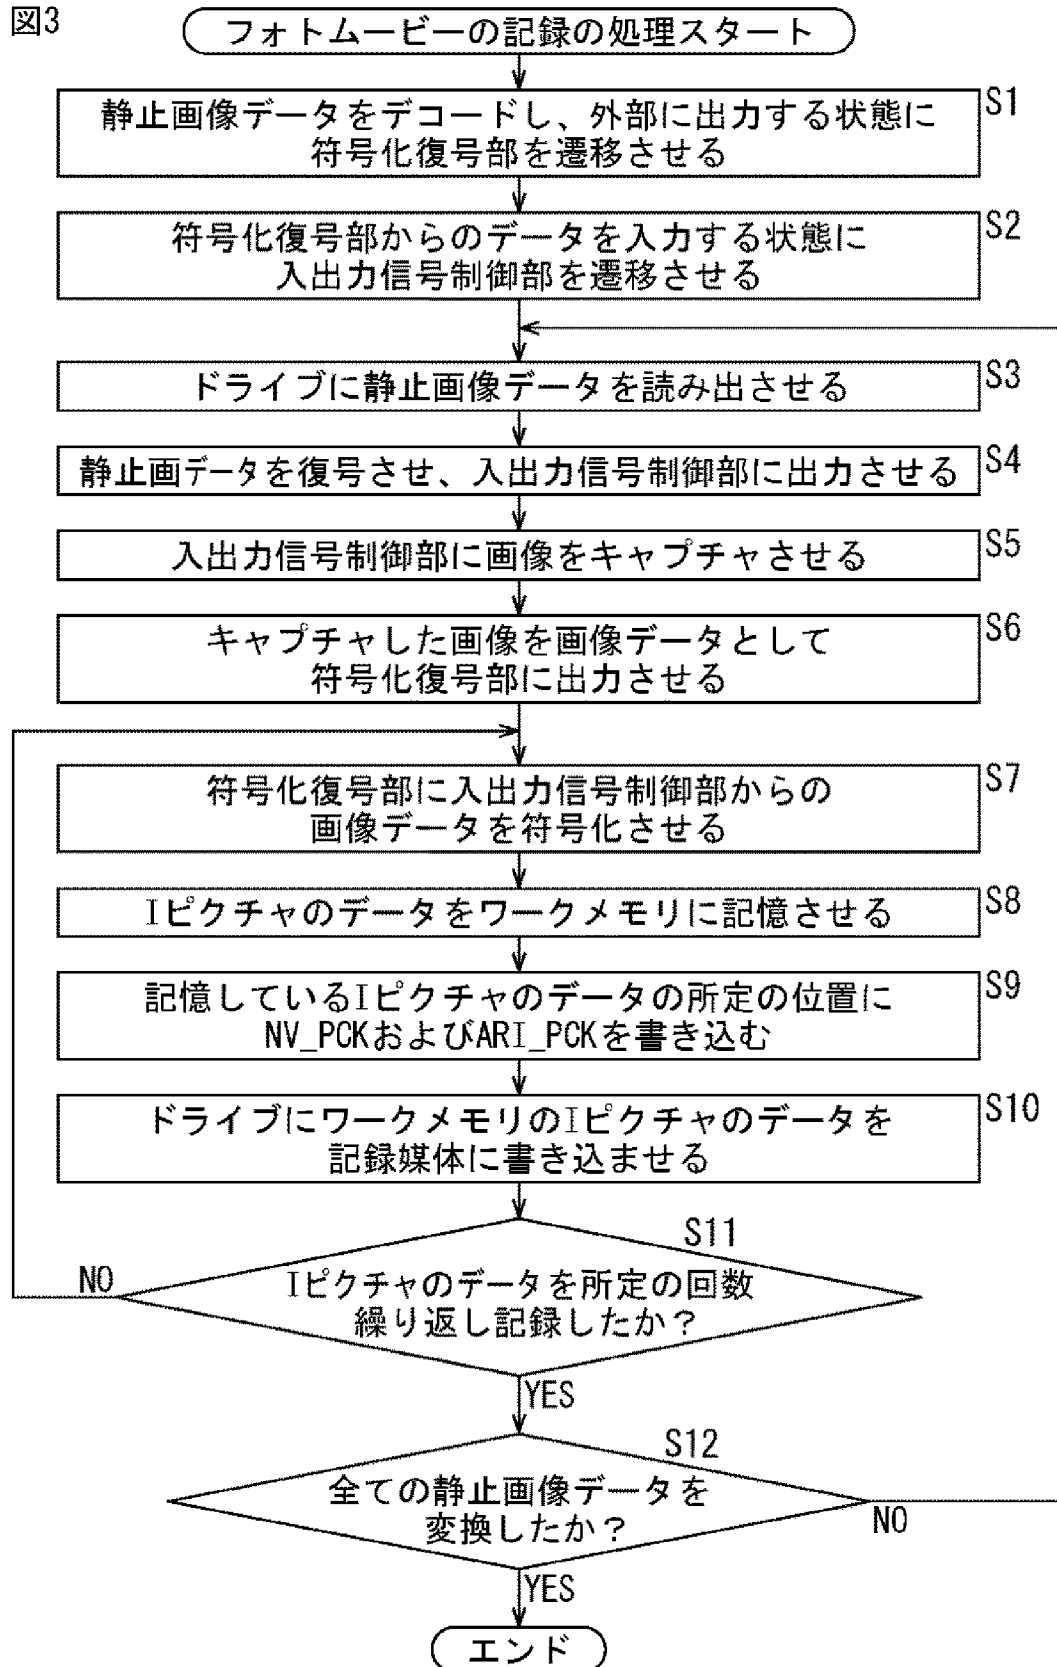 図3
フォトムービーの記録の処理スタート
S1
静止画像データをデコードし、外部に出力する状態に
符号化復号部を遷移させる
S2
符号化復号部からのデータを入力する状態に
入出力信号制御部を遷移させる
S3
ドライブに静止画像データを読み出させる
S4
静止画データを復号させ、入出力信号制御部に出力させる
S5
入出力信号制御部に画像をキャプチャさせる
S6
キャプチャした画像を画像データとして
符号化復号部に出力させる
S7
符号化復号部に入出力信号制御部からの
画像データを符号化させる
S8
Iピクチャのデータをワークメモリに記憶させる
S9
記憶しているIピクチャのデータの所定の位置に
NV_PCKおよびARI_PCKを書き込む
S10
ドライブにワークメモリのIピクチャのデータを
記録媒体に書き込ませる
S11
NO
Iピクチャのデータを所定の回数
繰り返し記録したか？
YES
S12
全ての静止画像データを
変換したか？
NO
YES
エンド